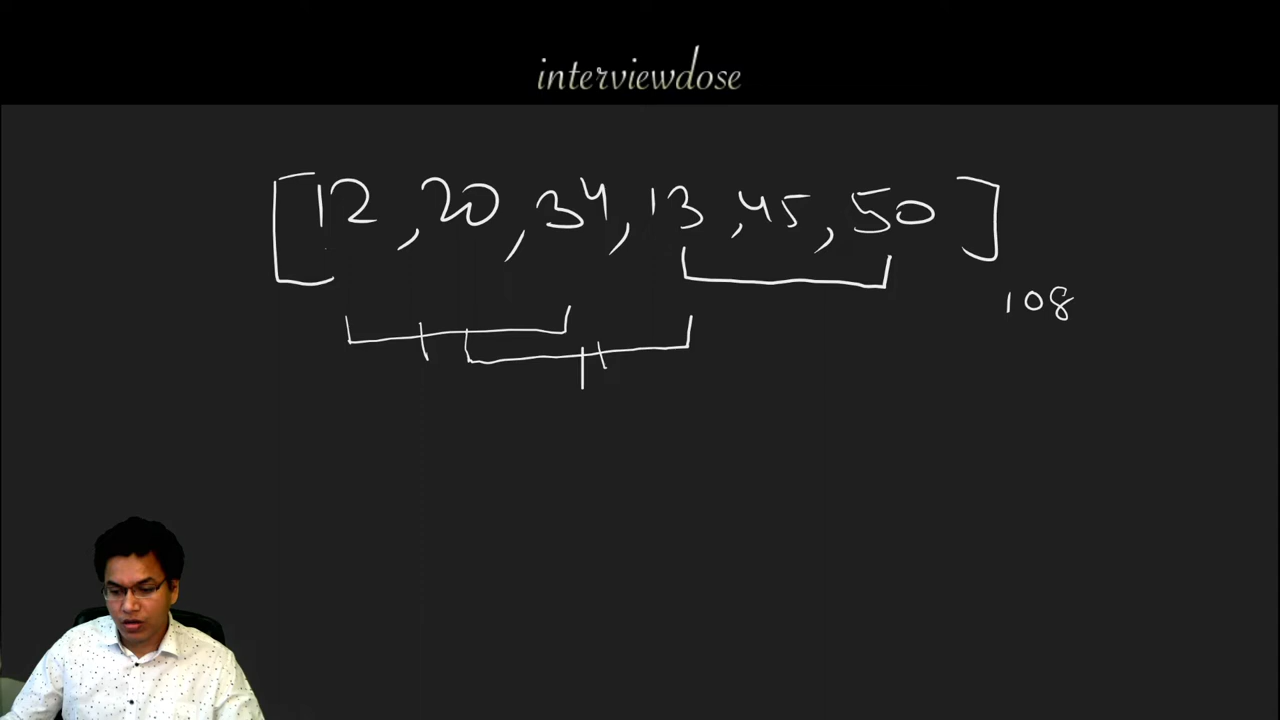 interviewdose
[12, 20, 34, 13, 45, 50]
108